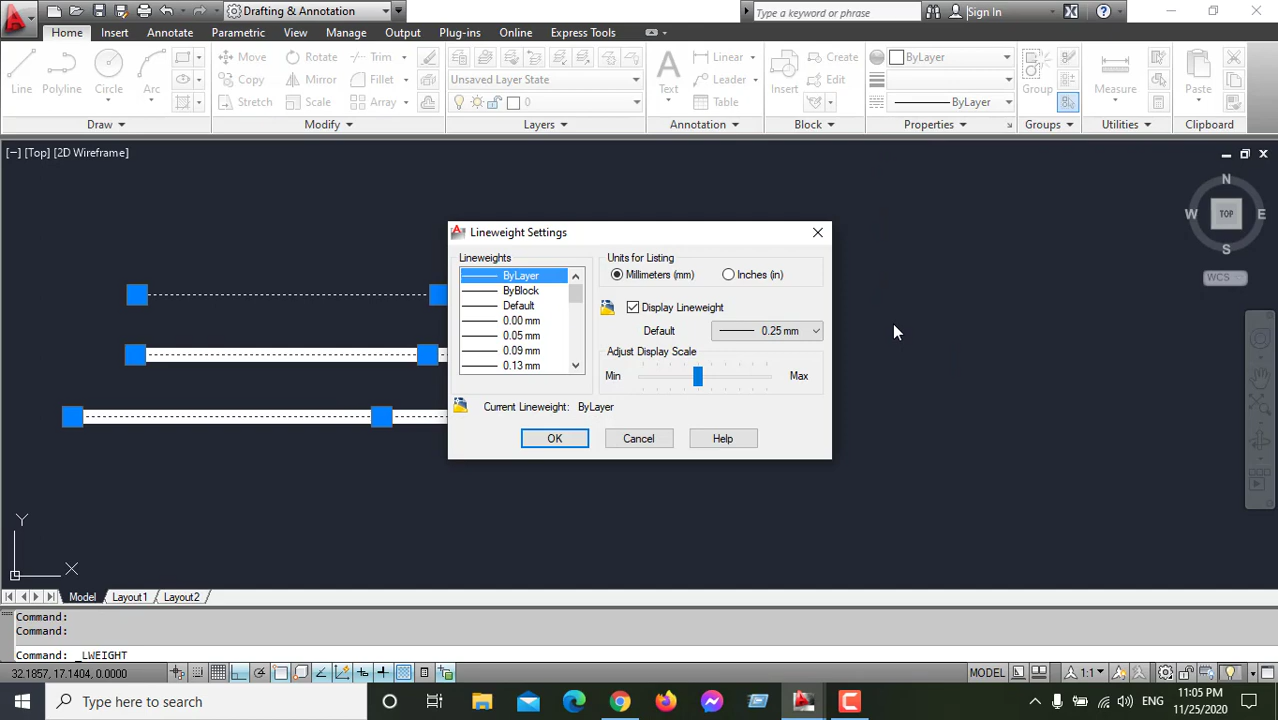 Drafting & Annotation
Type a keyword or phrase
Sign In
Home Insert Annotate Parametric View Manage Output Plug-ins Online Express Tools
Line
Polyline
Circle
Arc
Draw
Move
Copy
Stretch
Rotate
Mirror
Scale
Trim
Fillet
Array
Modify
Unsaved Layer State
0
Layers
Text
Linear
Leader
Table
Annotation
Insert
Create
Edit
Block
ByLayer
ByLayer
Properties
Group
Groups
Measure
Utilities
Paste
Clipboard
[−] [Top] [2D Wireframe]
N
W TOP E
S
WCS
Lineweight Settings
Lineweights
ByLayer
ByBlock
Default
0.00 mm
0.05 mm
0.09 mm
0.13 mm
Units for Listing
Millimeters (mm) Inches (in)
Display Lineweight
Default 0.25 mm
Adjust Display Scale
Min Max
Current Lineweight: ByLayer
OK Cancel Help
Y
X
Model Layout1 Layout2
Command:
Command:
Command: _LWEIGHT
32.1857, 17.1404, 0.0000
MODEL
1:1
Type here to search
ENG
11:05 PM
11/25/2020